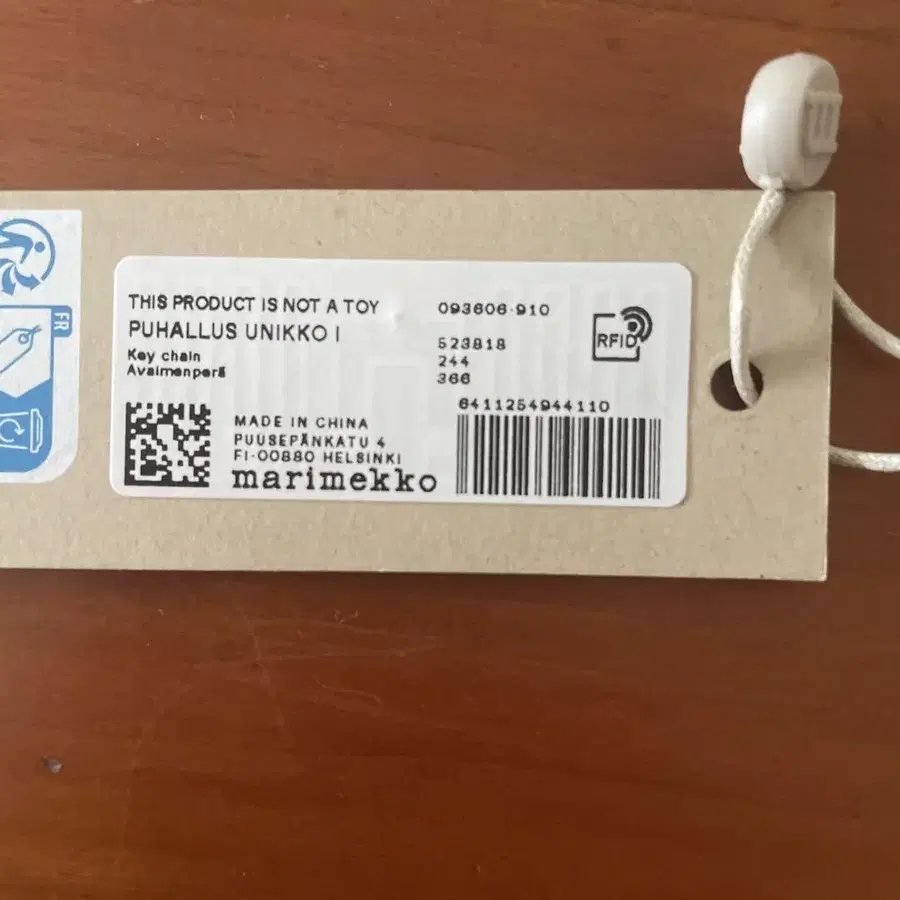 FR
THIS PRODUCT IS NOT A TOY
PUHALLUS UNIKKO I
Key chain
Avaimenperä
093606-910
523818
244
366
RFID
MADE IN CHINA
PUUSEPÄNKATU 4
FI-00880 HELSINKI
marimekko
6411254944110